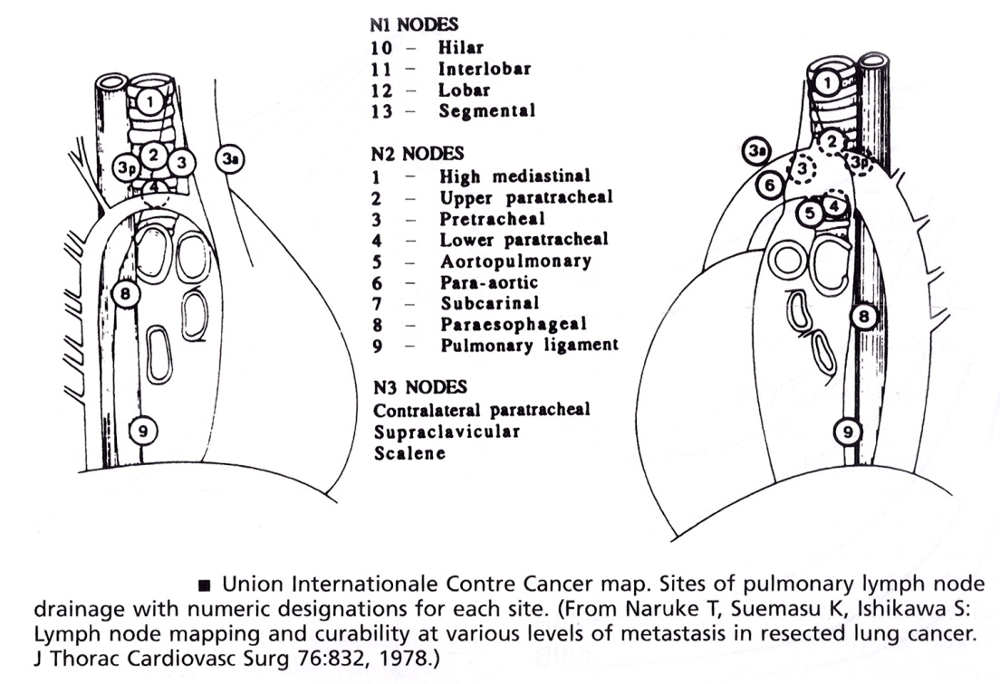 N1 NODES
10 – Hilar
11 – Interlobar
12 – Lobar
13 – Segmental
N2 NODES
1 – High mediastinal
2 – Upper paratracheal
3 – Pretracheal
4 – Lower paratracheal
5 – Aortopulmonary
6 – Para-aortic
7 – Subcarinal
8 – Paraesophageal
9 – Pulmonary ligament
N3 NODES
Contralateral paratracheal
Supraclavicular
Scalene
1
2
3p
3
3a
4
8
9
1
2
3a
3
3p
6
5
4
8
9
■ Union Internationale Contre Cancer map. Sites of pulmonary lymph node
drainage with numeric designations for each site. (From Naruke T, Suemasu K, Ishikawa S:
Lymph node mapping and curability at various levels of metastasis in resected lung cancer.
J Thorac Cardiovasc Surg 76:832, 1978.)